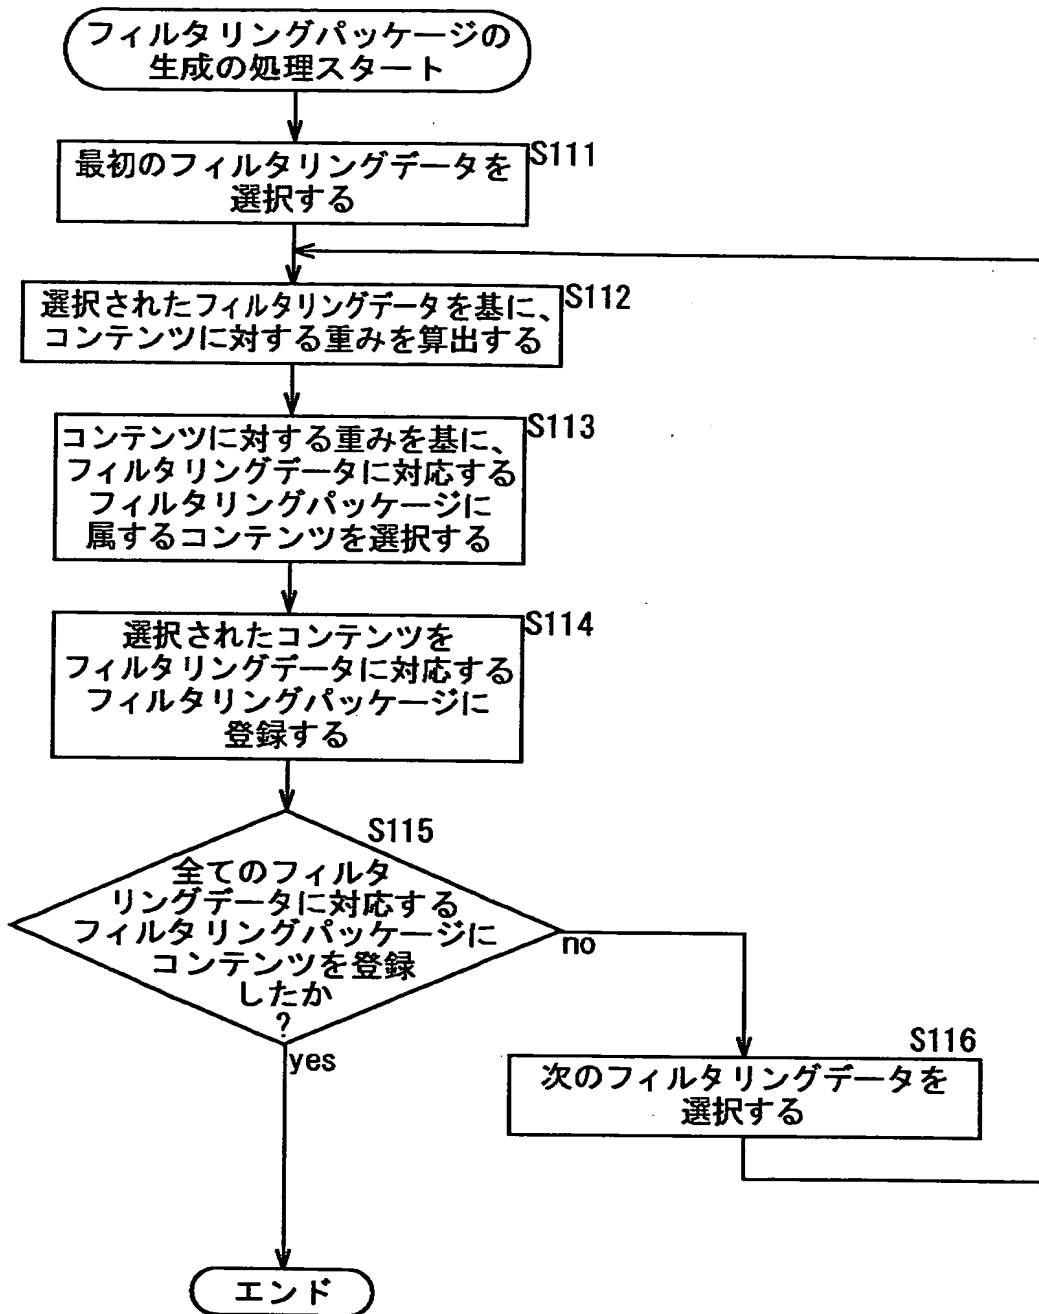 フィルタリングパッケージの
生成の処理スタート
S111
最初のフィルタリングデータを
選択する
S112
選択されたフィルタリングデータを基に、
コンテンツに対する重みを算出する
S113
コンテンツに対する重みを基に、
フィルタリングデータに対応する
フィルタリングパッケージに
属するコンテンツを選択する
S114
選択されたコンテンツを
フィルタリングデータに対応する
フィルタリングパッケージに
登録する
S115
全てのフィルタ
リングデータに対応する
フィルタリングパッケージに
コンテンツを登録
したか
?
no
yes
S116
次のフィルタリングデータを
選択する
エンド